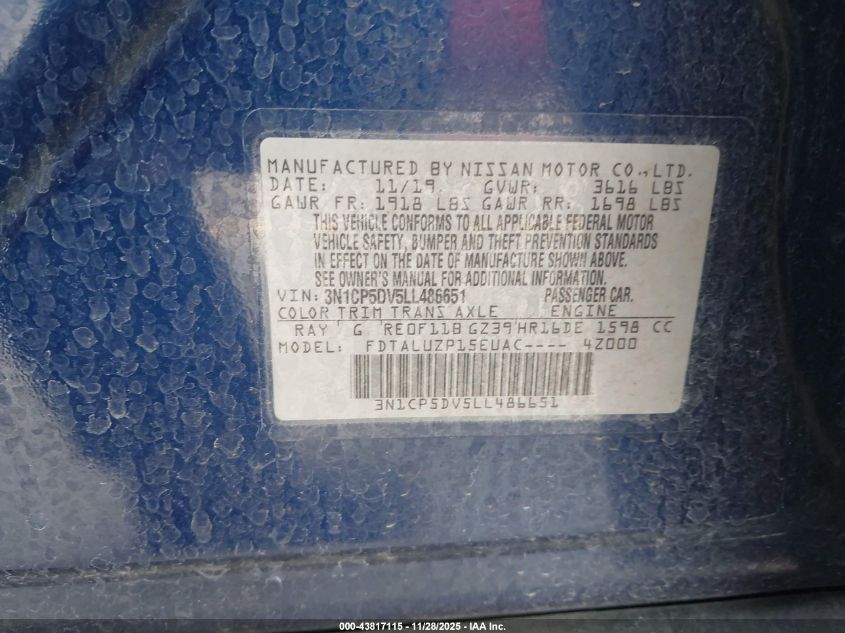 MANUFACTURED BY NISSAN MOTOR CO.,LTD.
DATE: 11/19 GVWR: 3616 LBS
GAWR FR: 1918 LBS GAWR RR: 1698 LBS
THIS VEHICLE CONFORMS TO ALL APPLICABLE FEDERAL MOTOR
VEHICLE SAFETY, BUMPER AND THEFT PREVENTION STANDARDS
IN EFFECT ON THE DATE OF MANUFACTURE SHOWN ABOVE.
SEE OWNER'S MANUAL FOR ADDITIONAL INFORMATION.
VIN: 3N1CP5DV5LL486651 PASSENGER CAR.
COLOR TRIM TRANS AXLE ENGINE
RAY G RE0F11B GZ39 HR16DE 1598 CC
MODEL: FDTALUZP15EUAC---- 4Z000
3N1CP5DV5LL486651
000-43817115 - 11/28/2025 - IAA Inc.